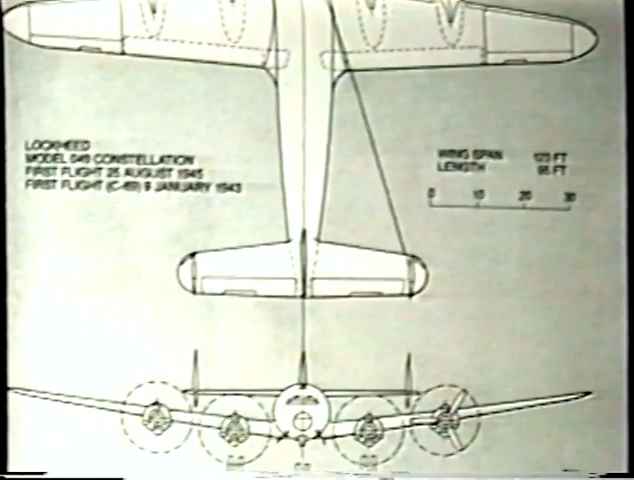 LOCKHEED
MODEL 049 CONSTELLATION
FIRST FLIGHT 25 AUGUST 1945
FIRST FLIGHT (C-69) 9 JANUARY 1943
WING SPAN 123 FT
LENGTH 95 FT
0 10 20 30